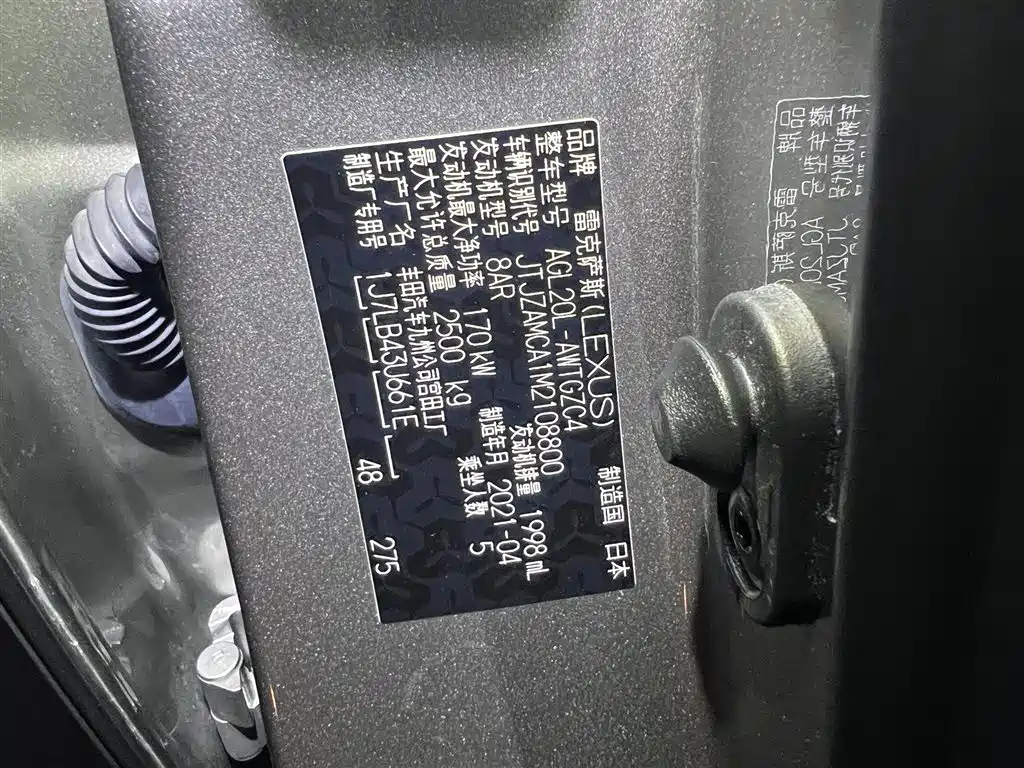 品牌 雷克萨斯(LEXUS) 制造国 日本
整车型号 AGL20L-AWTGZC4
车辆识别代号 JTJZAMCA1M2108800
发动机型号 8AR 发动机排量 1998 mL
发动机最大净功率 170 kW 制造年月 2021-04
最大允许总质量 2500 kg 乘坐人数 5
生产厂名 丰田汽车九州公司宫田工厂
制造厂专用号 1J7LB43U661E 48 275